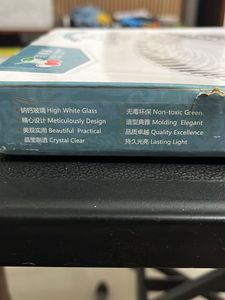 钠钙玻璃 High White Glass
精心设计 Meticulously Design
美观实用 Beautiful Practical
晶莹剔透 Crystal Clear
无毒环保 Non-toxic Green
造型典雅 Molding Elegant
品质卓越 Quality Excellence
持久光亮 Lasting Light